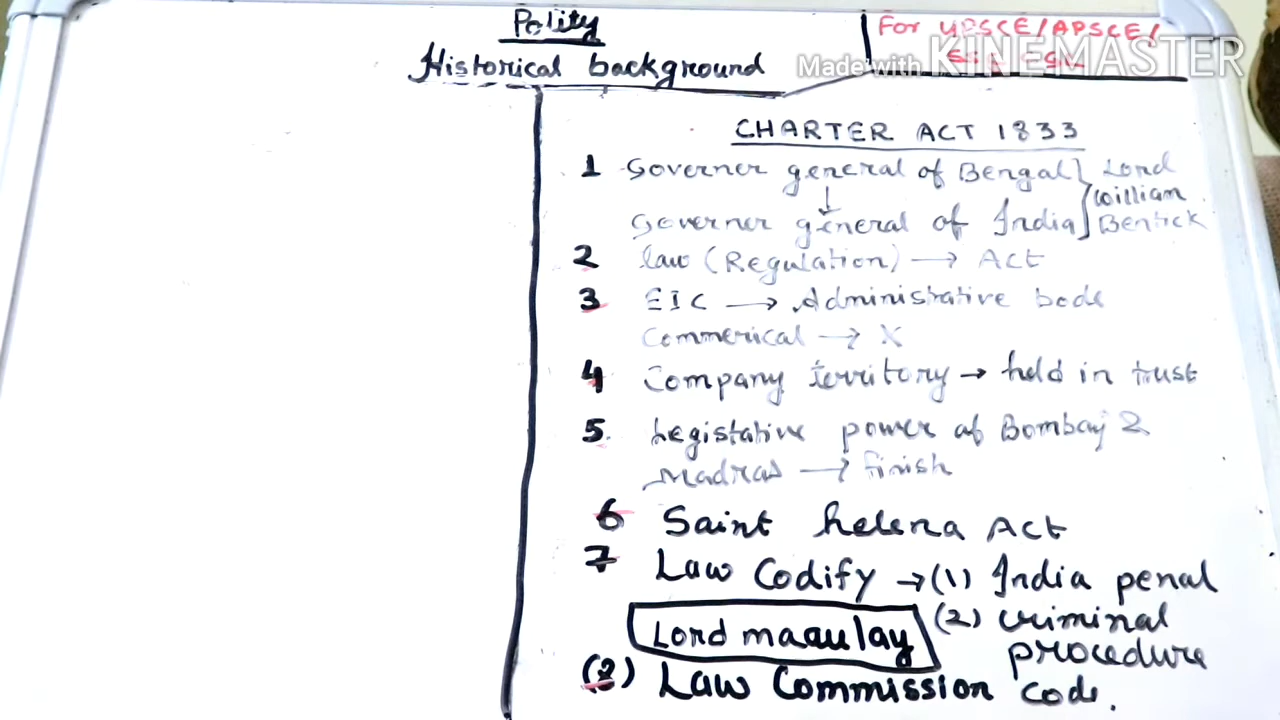 Polity
Historical background
For UPSCE/APSCE/
Made with KINEMASTER
CHARTER ACT 1833
1 Governer general of Bengal } Lord
↓ William
Governer general of India Bentick
2 law (Regulation) → Act
3 EIC → Administrative bode
Commerical → X
4 Company territory → held in trust
5. Legistative power of Bombay &
Madras → finish
6 Saint helena Act
7 Law Codify → (1) India penal
Lord macaulay (2) criminal
procedure
(8) Law Commission code.